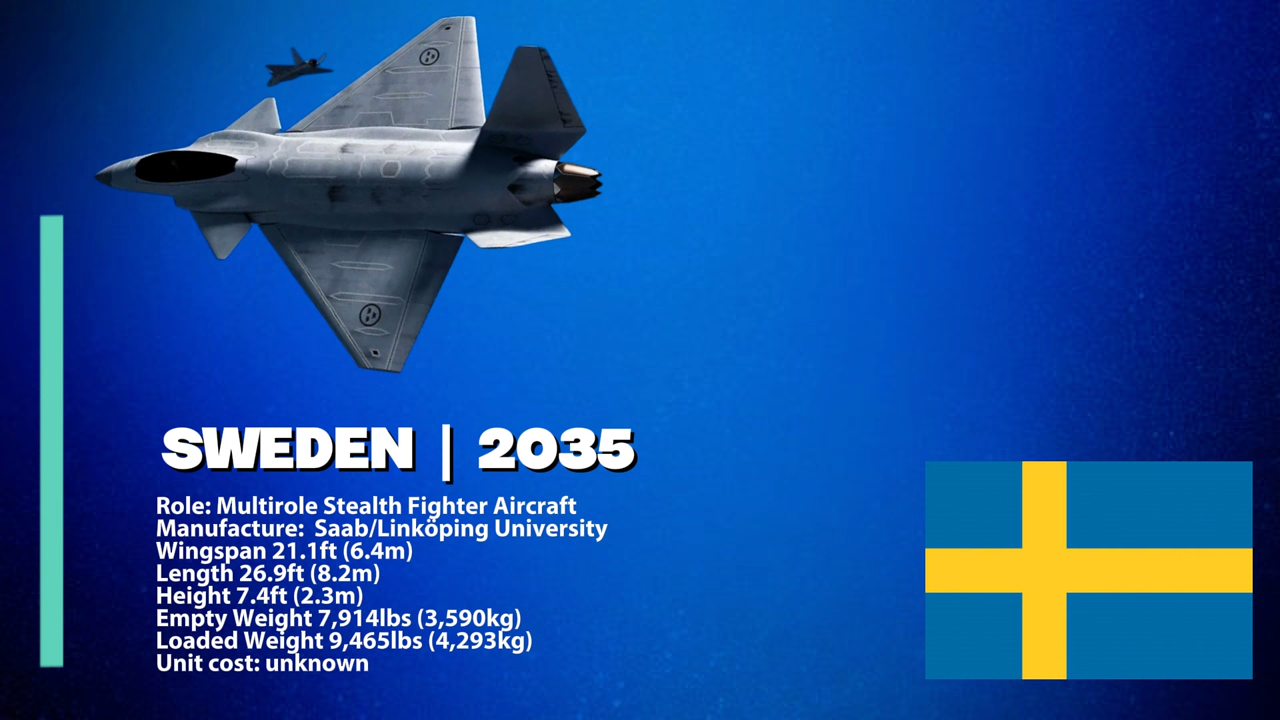 SWEDEN | 2035
Role: Multirole Stealth Fighter Aircraft
Manufacture: Saab/Linköping University
Wingspan 21.1ft (6.4m)
Length 26.9ft (8.2m)
Height 7.4ft (2.3m)
Empty Weight 7,914lbs (3,590kg)
Loaded Weight 9,465lbs (4,293kg)
Unit cost: unknown